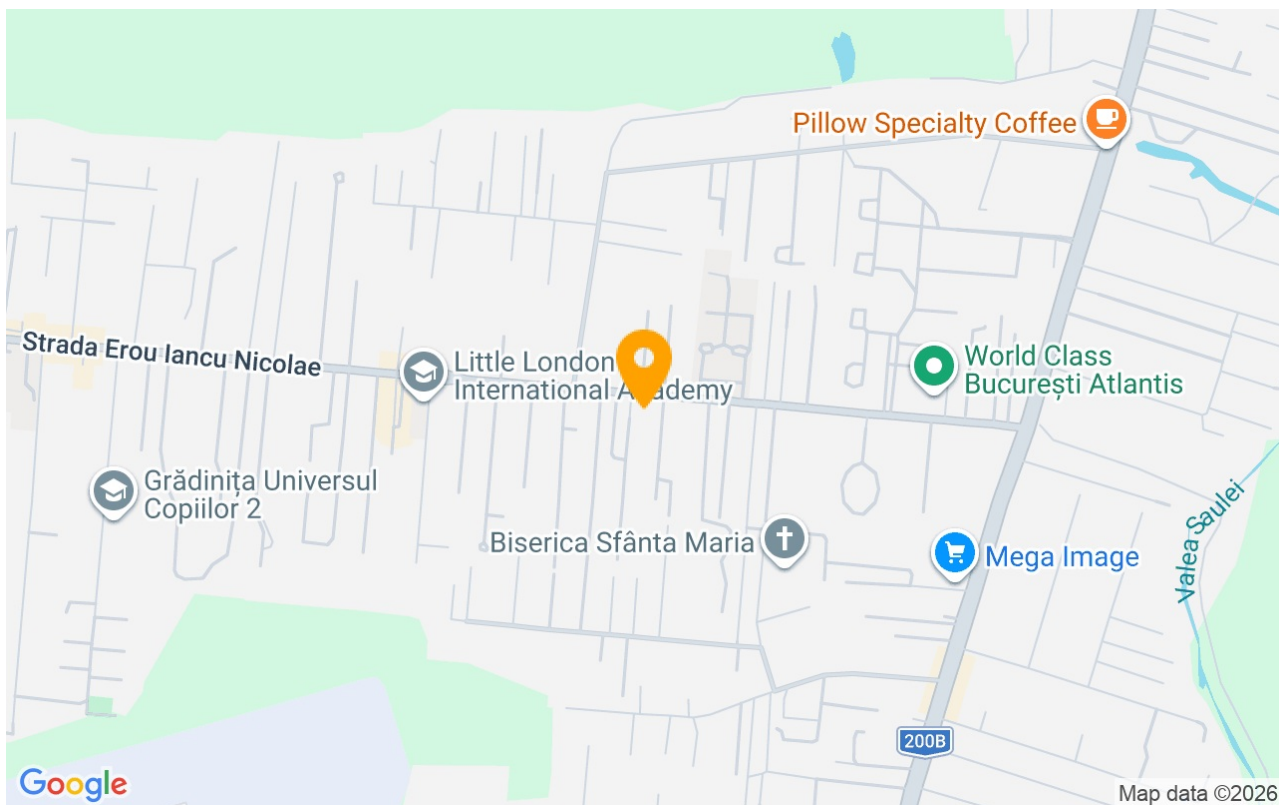 Pillow Specialty Coffee
Strada Erou Iancu Nicolae
Little London
International Academy
World Class
București Atlantis
Grădinița Universul
Copiilor 2
Biserica Sfânta Maria
Mega Image
Valea Saulei
200B
Google
Map data ©2026